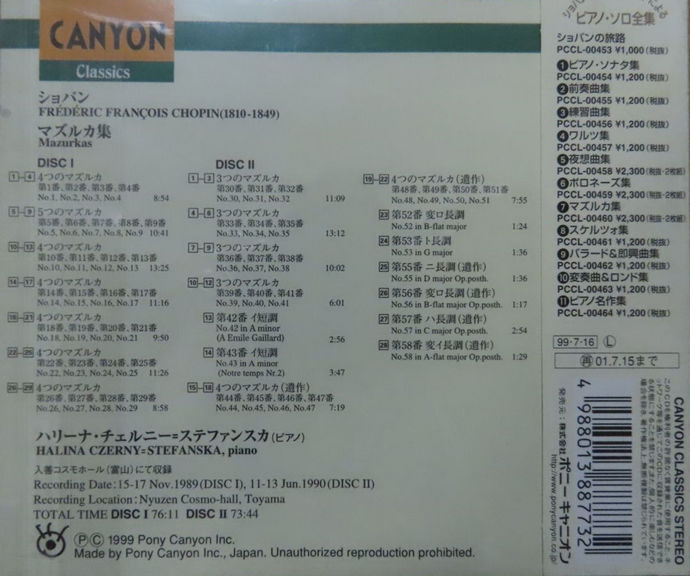 CANYON
Classics
ショパン
FRÉDÉRIC FRANÇOIS CHOPIN(1810-1849)
マズルカ集
Mazurkas
DISC I
1-4 4つのマズルカ
第1番、第2番、第3番、第4番
No.1, No.2, No.3, No.4 8:54
5-9 5つのマズルカ
第5番、第6番、第7番、第8番、第9番
No.5, No.6, No.7, No.8, No.9 10:41
10-13 4つのマズルカ
第10番、第11番、第12番、第13番
No.10, No.11, No.12, No.13 13:25
14-17 4つのマズルカ
第14番、第15番、第16番、第17番
No.14, No.15, No.16, No.17 11:16
18-21 4つのマズルカ
第18番、第19番、第20番、第21番
No.18, No.19, No.20, No.21 9:50
22-25 4つのマズルカ
第22番、第23番、第24番、第25番
No.22, No.23, No.24, No.25 11:26
26-29 4つのマズルカ
第26番、第27番、第28番、第29番
No.26, No.27, No.28, No.29 8:58
DISC II
1-3 3つのマズルカ
第30番、第31番、第32番
No.30, No.31, No.32 11:09
4-6 3つのマズルカ
第33番、第34番、第35番
No.33, No.34, No.35 13:12
7-9 3つのマズルカ
第36番、第37番、第38番
No.36, No.37, No.38 10:02
10-12 3つのマズルカ
第39番、第40番、第41番
No.39, No.40, No.41 6:01
13 第42番 イ短調
No.42 in A minor
(A Emile Gaillard) 2:56
14 第43番 イ短調
No.43 in A minor
(Notre temps Nr.2) 3:47
15-18 4つのマズルカ(遺作)
第44番、第45番、第46番、第47番
No.44, No.45, No.46, No.47 7:19
19-22 4つのマズルカ(遺作)
第48番、第49番、第50番、第51番
No.48, No.49, No.50, No.51 7:55
23 第52番 変ロ長調
No.52 in B-flat major 1:24
24 第53番 ト長調
No.53 in G major 1:36
25 第55番 ニ長調(遺作)
No.55 in D major Op.posth. 1:36
26 第56番 変ロ長調(遺作)
No.56 in B-flat major Op.posth. 1:17
27 第57番 ハ長調(遺作)
No.57 in C major Op.posth. 2:54
28 第58番 変イ長調(遺作)
No.58 in A-flat major Op.posth. 1:29
ハリーナ・チェルニー=ステファンスカ(ピアノ)
HALINA CZERNY=STEFANSKA, piano
入善コスモホール(富山)にて収録
Recording Date: 15-17 Nov. 1989(DISC I), 11-13 Jun. 1990(DISC II)
Recording Location: Nyuzen Cosmo-hall, Toyama
TOTAL TIME DISC I 76:11 DISC II 73:44
Ⓟ Ⓒ 1999 Pony Canyon Inc.
Made by Pony Canyon Inc., Japan. Unauthorized reproduction prohibited.
による
ピアノ・ソロ全集
ショパンの旅路
PCCL-00453 ¥1,000(税抜)
❶ピアノ・ソナタ集
PCCL-00454 ¥1,200(税抜)
❷前奏曲集
PCCL-00455 ¥1,200(税抜)
❸練習曲集
PCCL-00456 ¥1,200(税抜)
❹ワルツ集
PCCL-00457 ¥1,200(税抜)
❺夜想曲集
PCCL-00458 ¥2,300(税抜・2枚組)
❻ポロネーズ集
PCCL-00459 ¥2,300(税抜・2枚組)
❼マズルカ集
PCCL-00460 ¥2,300(税抜・2枚組)
❽スケルツォ集
PCCL-00461 ¥1,200(税抜)
❾バラード&即興曲集
PCCL-00462 ¥1,200(税抜)
❿変奏曲&ロンド集
PCCL-00463 ¥1,200(税抜)
⓫ピアノ名作集
PCCL-00464 ¥1,200(税抜)
99・7・16 Ⓛ
再 01.7.15まで
CANYON CLASSICS STEREO
発売元:株式会社 ポニーキャニオン
http://www.ponycanyon.co.jp/
4 988013 887732